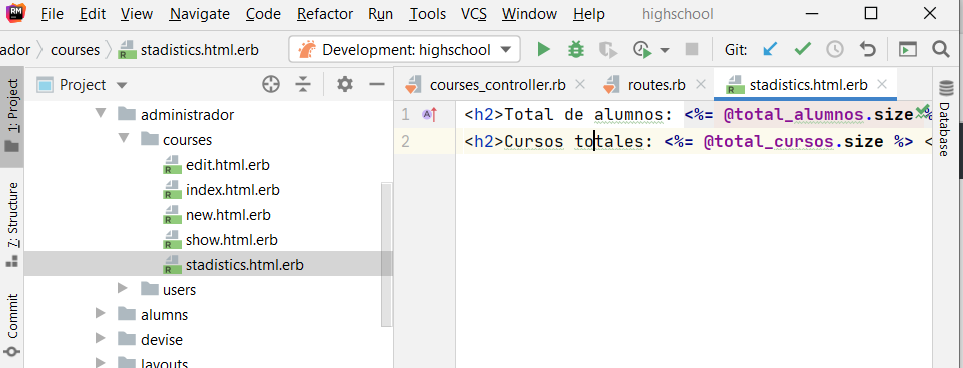 RM File Edit View Navigate Code Refactor Run Tools VCS Window Help highschool
ador courses stadistics.html.erb Development: highschool Git:
Project courses_controller.rb routes.rb stadistics.html.erb
1: Project
7: Structure
Commit
Database
administrador
courses
edit.html.erb
index.html.erb
new.html.erb
show.html.erb
stadistics.html.erb
users
alumns
devise
layouts
1 <h2>Total de alumnos: <%= @total_alumnos.size %
2 <h2>Cursos totales: <%= @total_cursos.size %> <